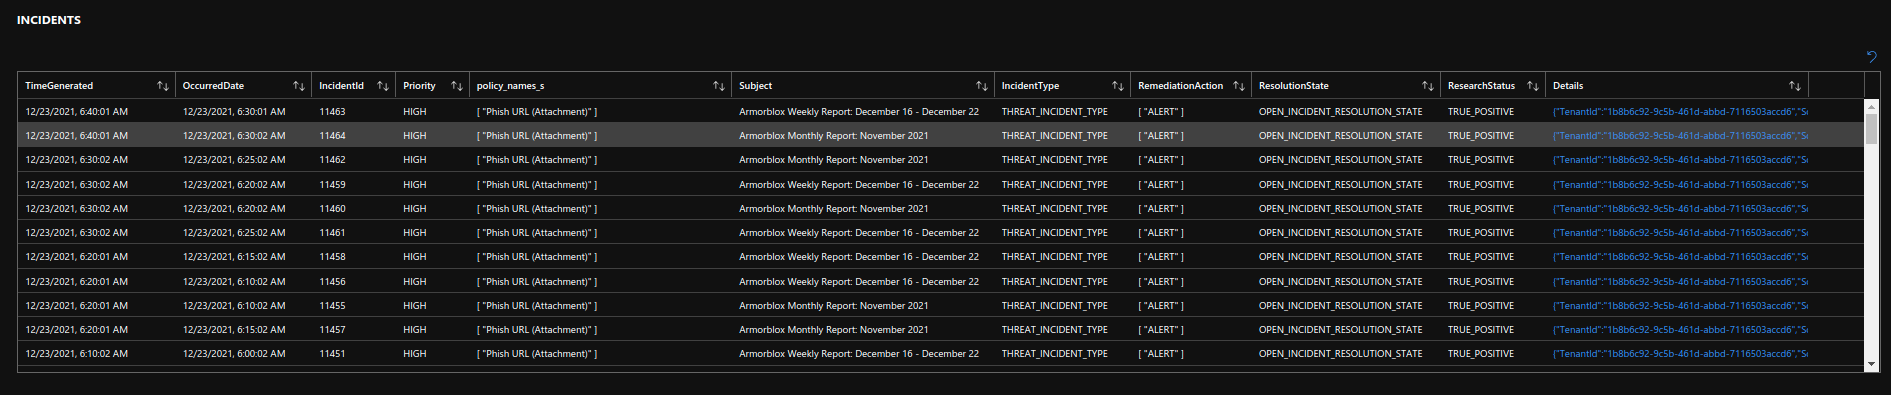 INCIDENTS
TimeGenerated OccurredDate IncidentId Priority policy_names_s Subject IncidentType RemediationAction ResolutionState ResearchStatus Details
12/23/2021, 6:40:01 AM 12/23/2021, 6:30:01 AM 11463 HIGH [ "Phish URL (Attachment)" ] Armorblox Weekly Report: December 16 - December 22 THREAT_INCIDENT_TYPE [ "ALERT" ] OPEN_INCIDENT_RESOLUTION_STATE TRUE_POSITIVE {"TenantId":"1b8b6c92-9c5b-461d-abbd-7116503accd6","So
12/23/2021, 6:40:01 AM 12/23/2021, 6:30:02 AM 11464 HIGH [ "Phish URL (Attachment)" ] Armorblox Monthly Report: November 2021 THREAT_INCIDENT_TYPE [ "ALERT" ] OPEN_INCIDENT_RESOLUTION_STATE TRUE_POSITIVE {"TenantId":"1b8b6c92-9c5b-461d-abbd-7116503accd6","So
12/23/2021, 6:30:02 AM 12/23/2021, 6:25:02 AM 11462 HIGH [ "Phish URL (Attachment)" ] Armorblox Monthly Report: November 2021 THREAT_INCIDENT_TYPE [ "ALERT" ] OPEN_INCIDENT_RESOLUTION_STATE TRUE_POSITIVE {"TenantId":"1b8b6c92-9c5b-461d-abbd-7116503accd6","So
12/23/2021, 6:30:02 AM 12/23/2021, 6:20:02 AM 11459 HIGH [ "Phish URL (Attachment)" ] Armorblox Weekly Report: December 16 - December 22 THREAT_INCIDENT_TYPE [ "ALERT" ] OPEN_INCIDENT_RESOLUTION_STATE TRUE_POSITIVE {"TenantId":"1b8b6c92-9c5b-461d-abbd-7116503accd6","So
12/23/2021, 6:30:02 AM 12/23/2021, 6:20:02 AM 11460 HIGH [ "Phish URL (Attachment)" ] Armorblox Monthly Report: November 2021 THREAT_INCIDENT_TYPE [ "ALERT" ] OPEN_INCIDENT_RESOLUTION_STATE TRUE_POSITIVE {"TenantId":"1b8b6c92-9c5b-461d-abbd-7116503accd6","So
12/23/2021, 6:30:02 AM 12/23/2021, 6:25:02 AM 11461 HIGH [ "Phish URL (Attachment)" ] Armorblox Weekly Report: December 16 - December 22 THREAT_INCIDENT_TYPE [ "ALERT" ] OPEN_INCIDENT_RESOLUTION_STATE TRUE_POSITIVE {"TenantId":"1b8b6c92-9c5b-461d-abbd-7116503accd6","So
12/23/2021, 6:20:01 AM 12/23/2021, 6:15:02 AM 11458 HIGH [ "Phish URL (Attachment)" ] Armorblox Weekly Report: December 16 - December 22 THREAT_INCIDENT_TYPE [ "ALERT" ] OPEN_INCIDENT_RESOLUTION_STATE TRUE_POSITIVE {"TenantId":"1b8b6c92-9c5b-461d-abbd-7116503accd6","So
12/23/2021, 6:20:01 AM 12/23/2021, 6:10:02 AM 11456 HIGH [ "Phish URL (Attachment)" ] Armorblox Weekly Report: December 16 - December 22 THREAT_INCIDENT_TYPE [ "ALERT" ] OPEN_INCIDENT_RESOLUTION_STATE TRUE_POSITIVE {"TenantId":"1b8b6c92-9c5b-461d-abbd-7116503accd6","So
12/23/2021, 6:20:01 AM 12/23/2021, 6:10:02 AM 11455 HIGH [ "Phish URL (Attachment)" ] Armorblox Monthly Report: November 2021 THREAT_INCIDENT_TYPE [ "ALERT" ] OPEN_INCIDENT_RESOLUTION_STATE TRUE_POSITIVE {"TenantId":"1b8b6c92-9c5b-461d-abbd-7116503accd6","So
12/23/2021, 6:20:01 AM 12/23/2021, 6:15:02 AM 11457 HIGH [ "Phish URL (Attachment)" ] Armorblox Monthly Report: November 2021 THREAT_INCIDENT_TYPE [ "ALERT" ] OPEN_INCIDENT_RESOLUTION_STATE TRUE_POSITIVE {"TenantId":"1b8b6c92-9c5b-461d-abbd-7116503accd6","So
12/23/2021, 6:10:02 AM 12/23/2021, 6:00:02 AM 11451 HIGH [ "Phish URL (Attachment)" ] Armorblox Weekly Report: December 16 - December 22 THREAT_INCIDENT_TYPE [ "ALERT" ] OPEN_INCIDENT_RESOLUTION_STATE TRUE_POSITIVE {"TenantId":"1b8b6c92-9c5b-461d-abbd-7116503accd6","So